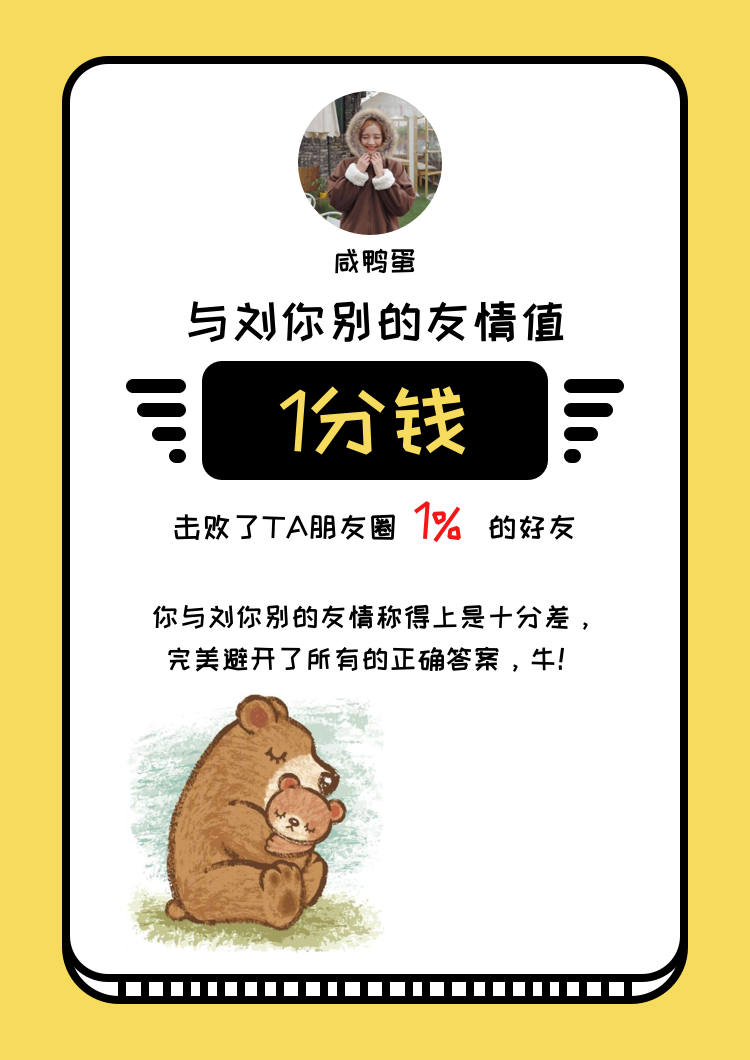 咸鸭蛋
与刘你别的友情值
1分钱
击败了TA朋友圈 1% 的好友
你与刘你别的友情称得上是十分差，
完美避开了所有的正确答案，牛！